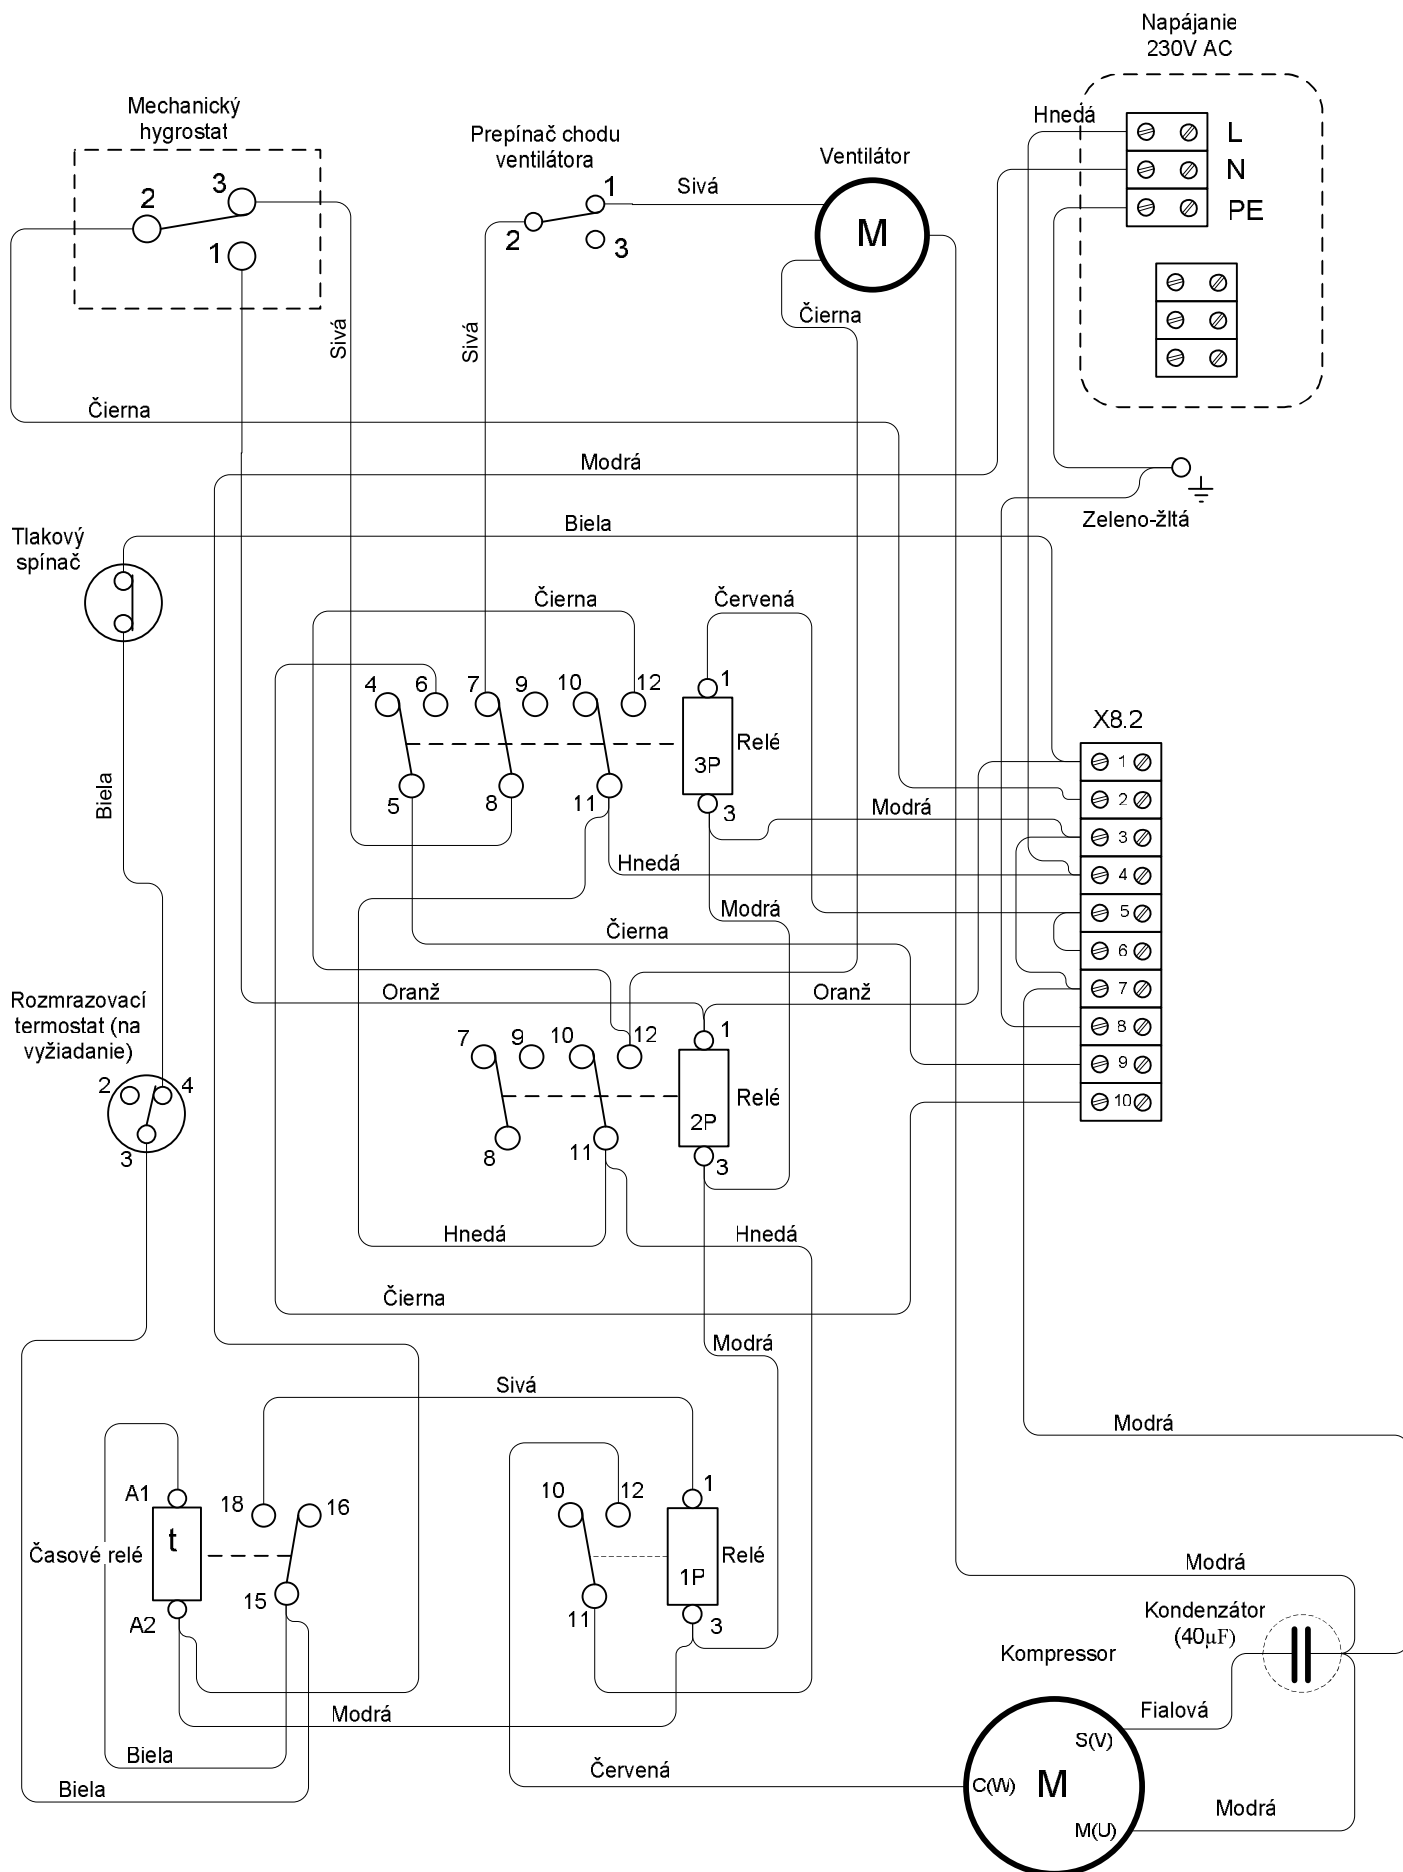 Napájanie
230V AC
Mechanický
hygrostat
Prepínač chodu
ventilátora
Ventilátor
Hnedá
L
N
PE
3
2
1
Sivá
1
2
3
M
Sivá
Sivá
Čierna
Čierna
Modrá
Zeleno-žltá
Biela
Tlakový
spínač
Čierna
Červená
4
6
7
9
10
12
1
Relé
3P
5
8
11
3
X8.2
1
2
3
4
5
6
7
8
9
10
Biela
Modrá
Hnedá
Modrá
Čierna
Oranž
Oranž
Rozmrazovací
termostat (na
vyžiadanie)
2
4
3
7
9
10
12
1
Relé
2P
8
11
3
Hnedá
Hnedá
Čierna
Modrá
Sivá
Modrá
A1
t
Časové relé
A2
18
16
15
10
12
1
Relé
1P
11
3
Modrá
Kondenzátor
(40µF)
Kompressor
Fialová
S(V)
C(W)
M
M(U)
Modrá
Modrá
Biela
Biela
Červená